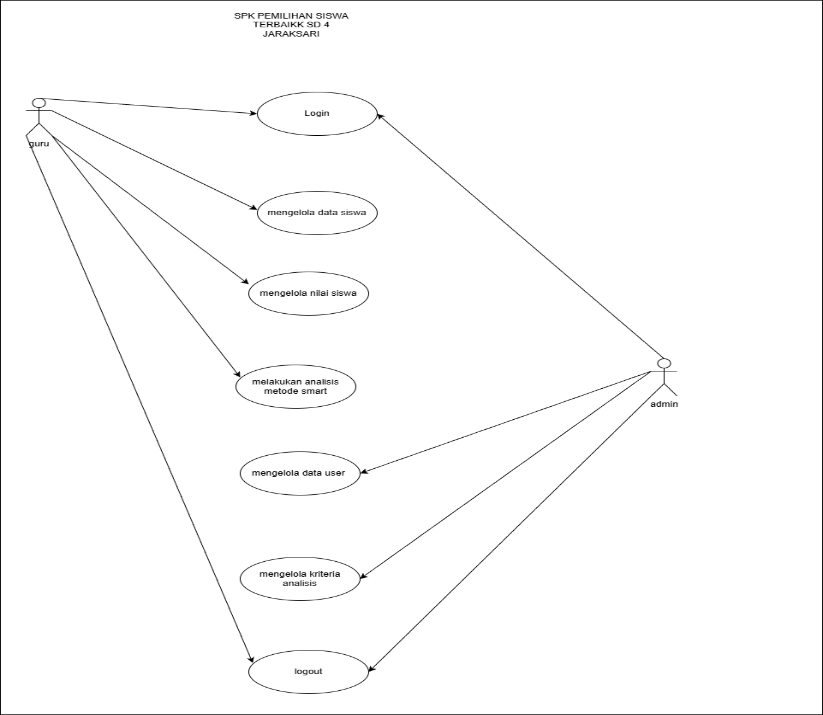 SPK PEMILIHAN SISWA
TERBAIKK SD 4
JARAKSARI
Login
guru
mengelola data siswa
mengelola nilai siswa
melakukan analisis
metode smart
admin
mengelola data user
mengelola kriteria
analisis
logout